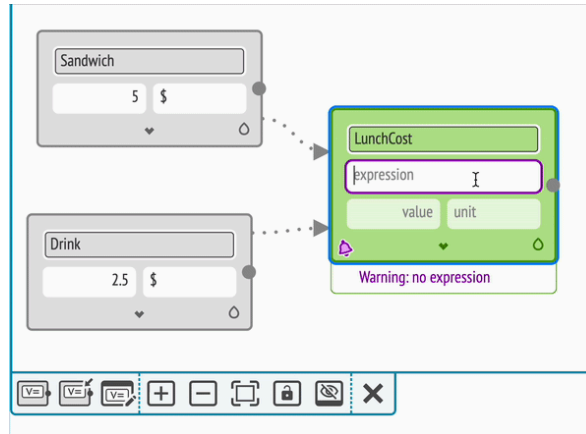 Sandwich
5 $
LunchCost
expression
value unit
Drink
2.5 $
Warning: no expression
V= V= V=